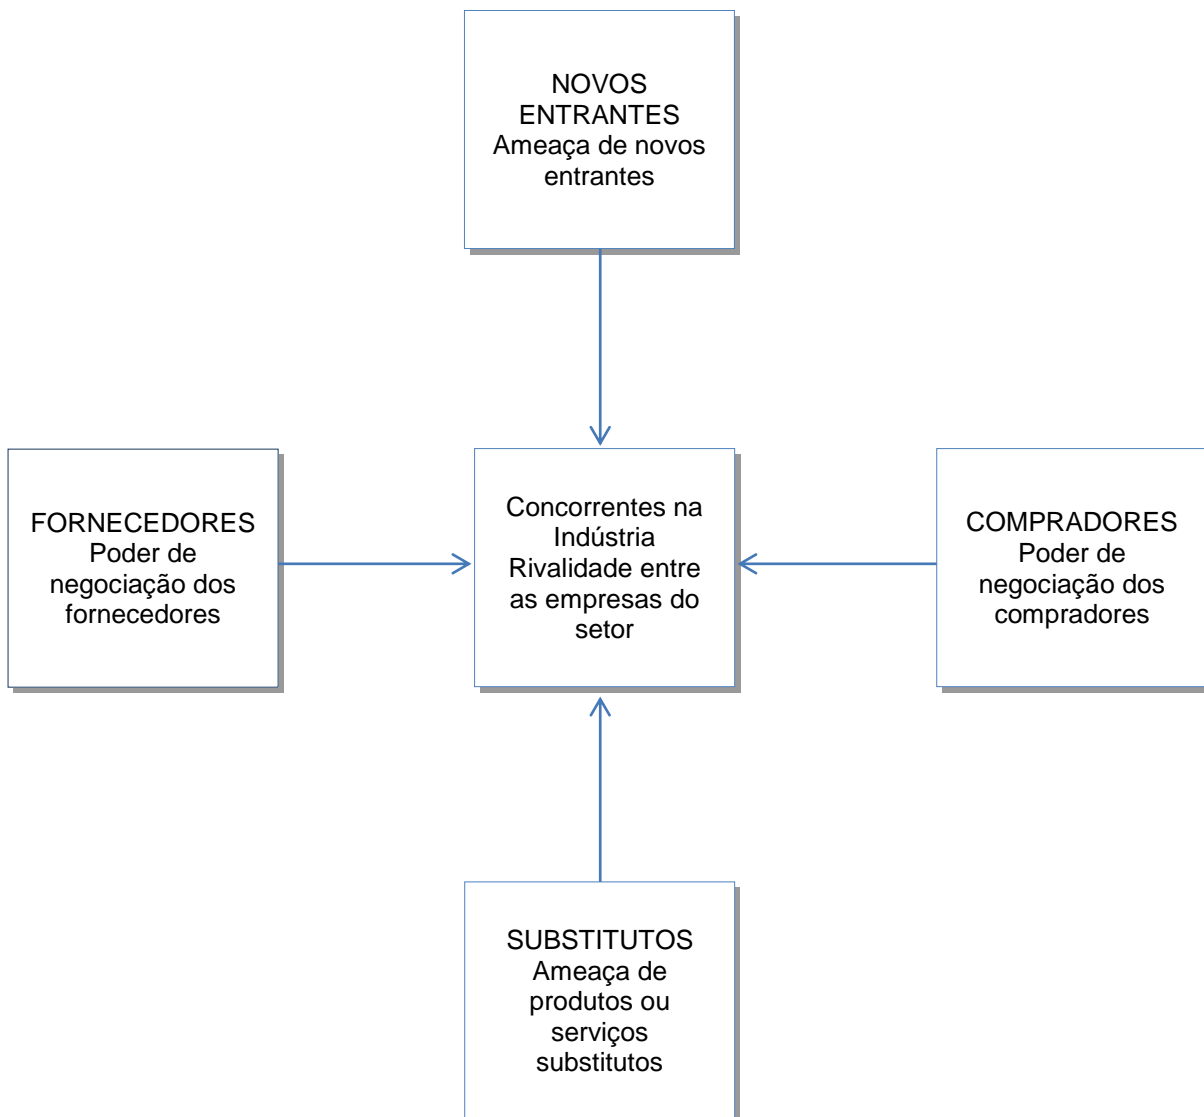 NOVOS
ENTRANTES
Ameaça de novos
entrantes
FORNECEDORES
Poder de
negociação dos
fornecedores
Concorrentes na
Indústria
Rivalidade entre
as empresas do
setor
COMPRADORES
Poder de
negociação dos
compradores
SUBSTITUTOS
Ameaça de
produtos ou
serviços
substitutos